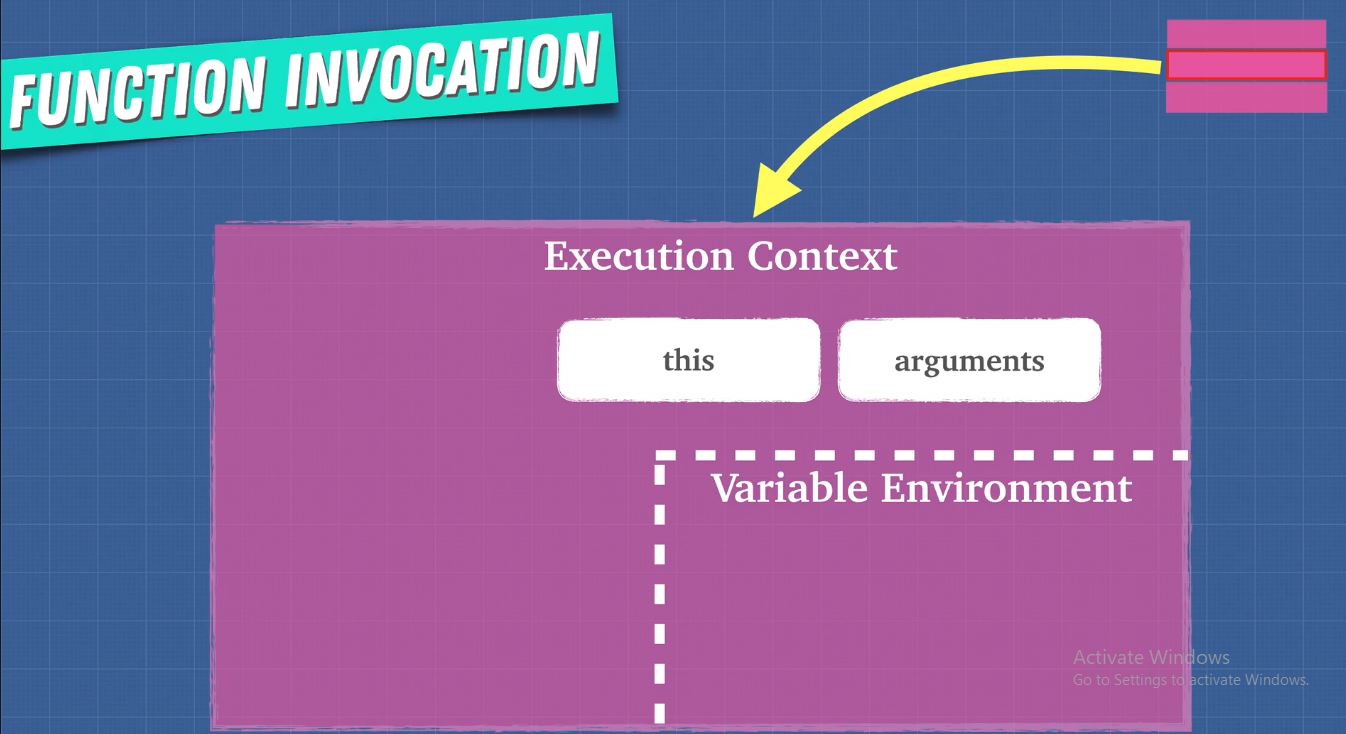 FUNCTION INVOCATION
Execution Context
this
arguments
Variable Environment
Activate Windows
Go to Settings to activate Windows.